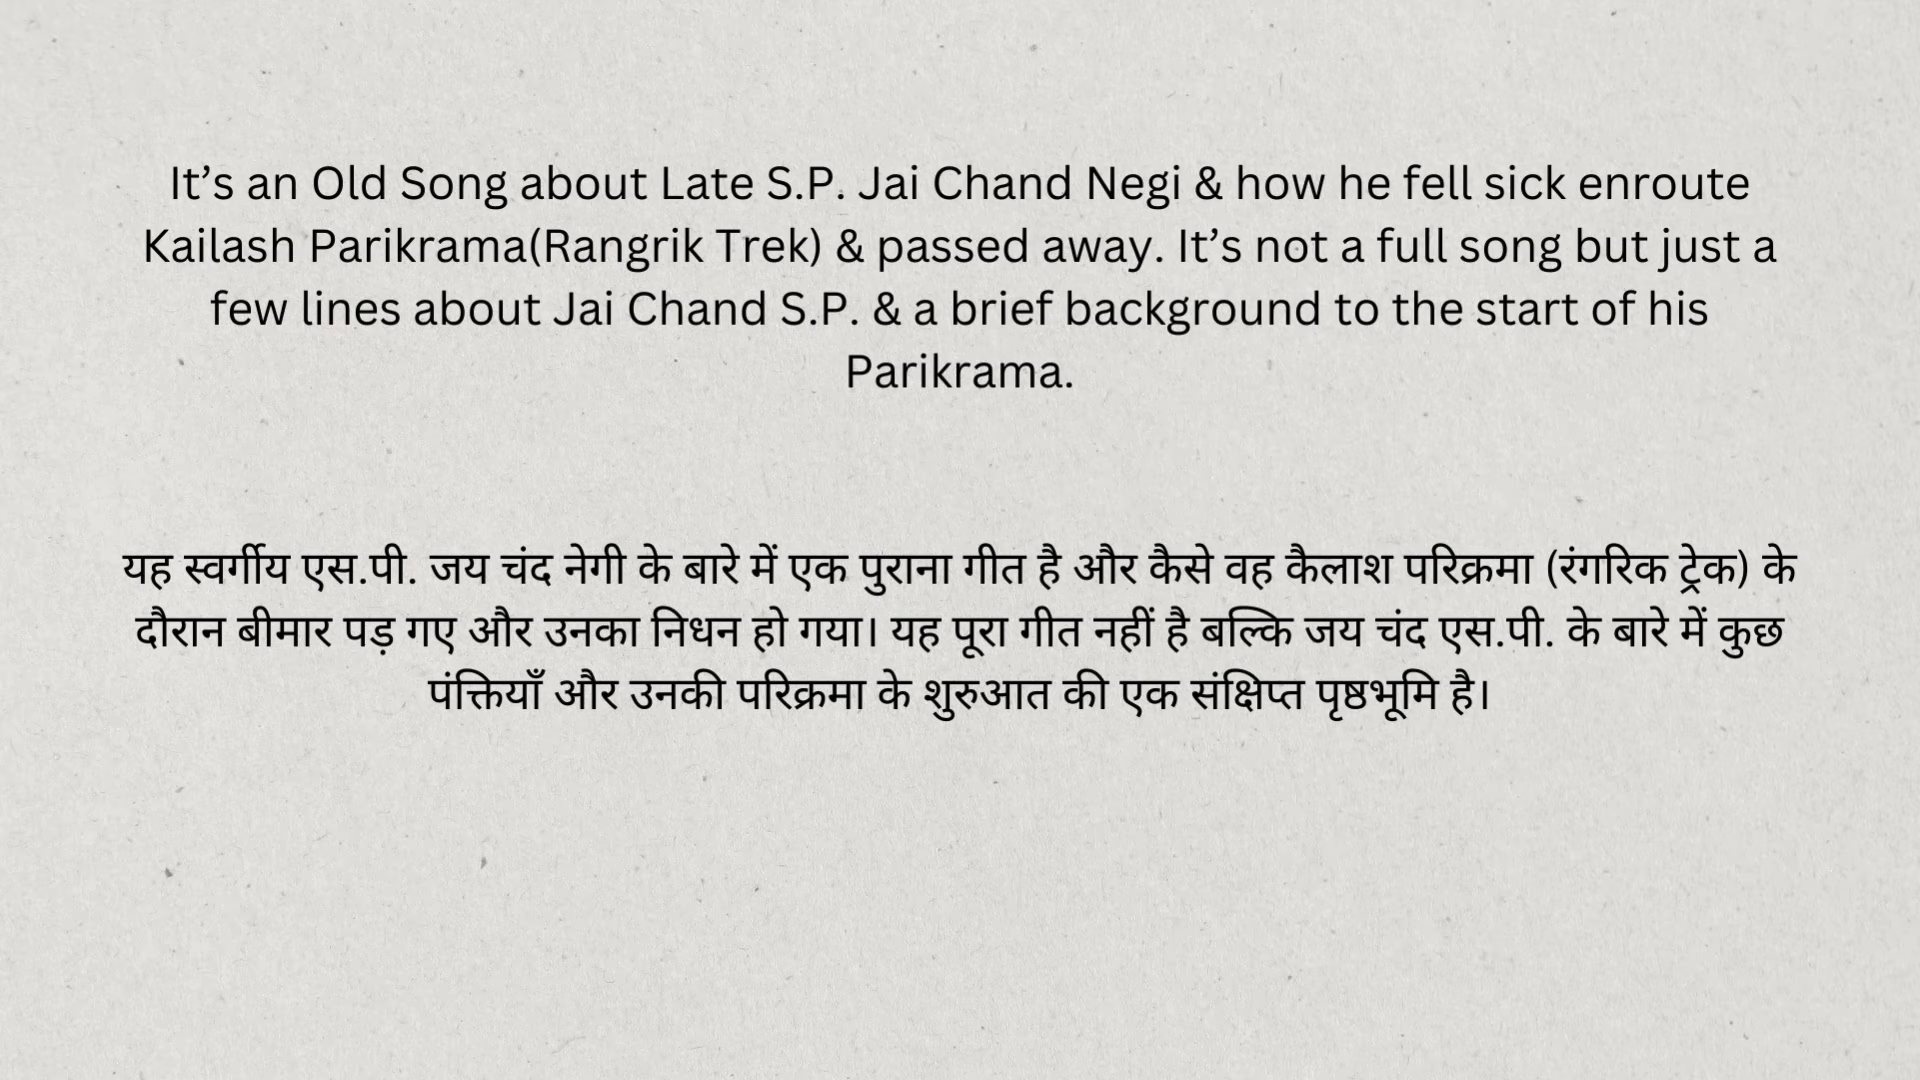 It’s an Old Song about Late S.P. Jai Chand Negi & how he fell sick enroute
Kailash Parikrama(Rangrik Trek) & passed away. It’s not a full song but just a
few lines about Jai Chand S.P. & a brief background to the start of his
Parikrama.
यह स्वर्गीय एस.पी. जय चंद नेगी के बारे में एक पुराना गीत है और कैसे वह कैलाश परिक्रमा (रंगरिक ट्रेक) के
दौरान बीमार पड़ गए और उनका निधन हो गया। यह पूरा गीत नहीं है बल्कि जय चंद एस.पी. के बारे में कुछ
पंक्तियाँ और उनकी परिक्रमा के शुरुआत की एक संक्षिप्त पृष्ठभूमि है।